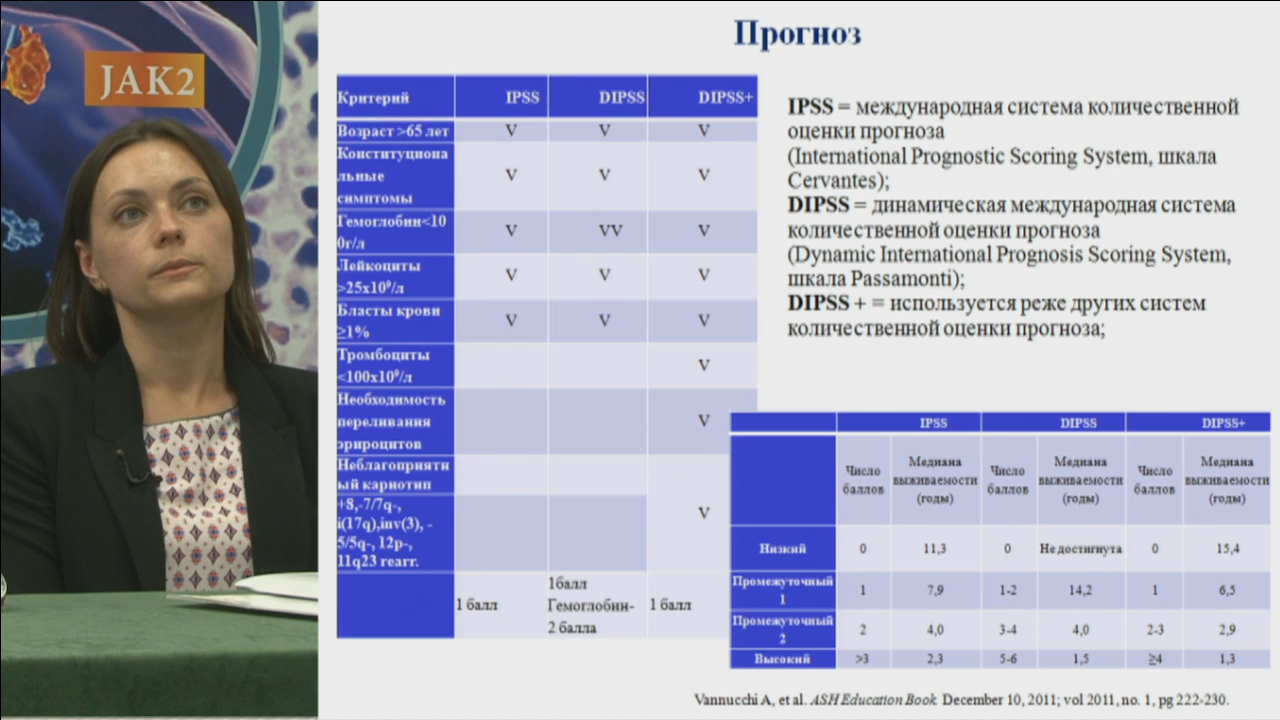 JAK2
Прогноз
Критерий IPSS DIPSS DIPSS+
Возраст >65 лет V V V
Конституциона
льные V V V
симптомы
Гемоглобин<10 V VV V
0г/л
Лейкоциты V V V
>25x10⁹/л
Бласты крови V V V
≥1%
Тромбоциты V
<100x10⁹/л
Необходимость
переливания V
эрироцитов
Неблагоприятн
ый кариотип
+8,-7/7q-, V
i(17q),inv(3), -
5/5q-, 12p-,
11q23 реагг.
1балл
1 балл Гемоглобин- 1 балл
2 балла
IPSS = международная система количественной
оценки прогноза
(International Prognostic Scoring System, шкала
Cervantes);
DIPSS = динамическая международная система
количественной оценки прогноза
(Dynamic International Prognosis Scoring System,
шкала Passamonti);
DIPSS + = используется реже других систем
количественной оценки прогноза;
IPSS DIPSS DIPSS+
Число Медиана Число Медиана Число Медиана
баллов выживаемости баллов выживаемости баллов выживаемости
(годы) (годы) (годы)
Низкий 0 11,3 0 Не достигнута 0 15,4
Промежуточный
1 1 7,9 1-2 14,2 1 6,5
Промежуточный
2 2 4,0 3-4 4,0 2-3 2,9
Высокий >3 2,3 5-6 1,5 ≥4 1,3
Vannucchi A, et al. ASH Education Book December 10, 2011; vol 2011, no. 1, pg 222-230.